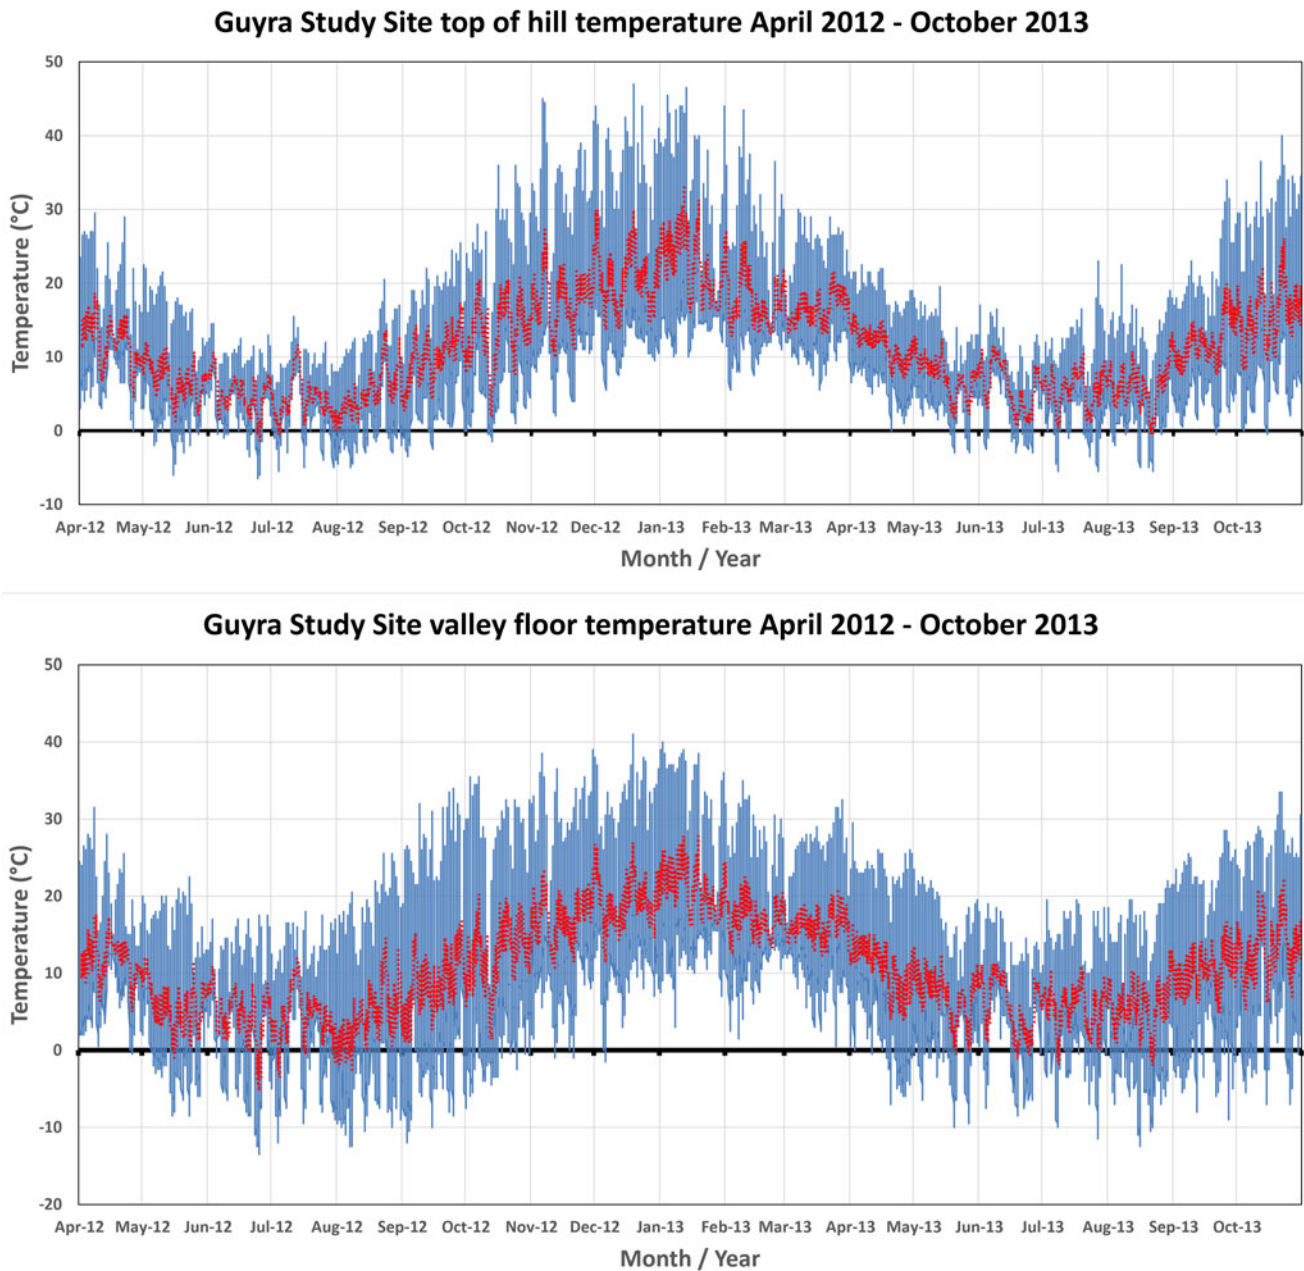 Guyra Study Site top of hill temperature April 2012 - October 2013
50
40
30
20
10
0
-10
Temperature (°C)
Apr-12 May-12 Jun-12 Jul-12 Aug-12 Sep-12 Oct-12 Nov-12 Dec-12 Jan-13 Feb-13 Mar-13 Apr-13 May-13 Jun-13 Jul-13 Aug-13 Sep-13 Oct-13
Month / Year
Guyra Study Site valley floor temperature April 2012 - October 2013
50
40
30
20
10
0
-10
-20
Temperature (°C)
Apr-12 May-12 Jun-12 Jul-12 Aug-12 Sep-12 Oct-12 Nov-12 Dec-12 Jan-13 Feb-13 Mar-13 Apr-13 May-13 Jun-13 Jul-13 Aug-13 Sep-13 Oct-13
Month / Year